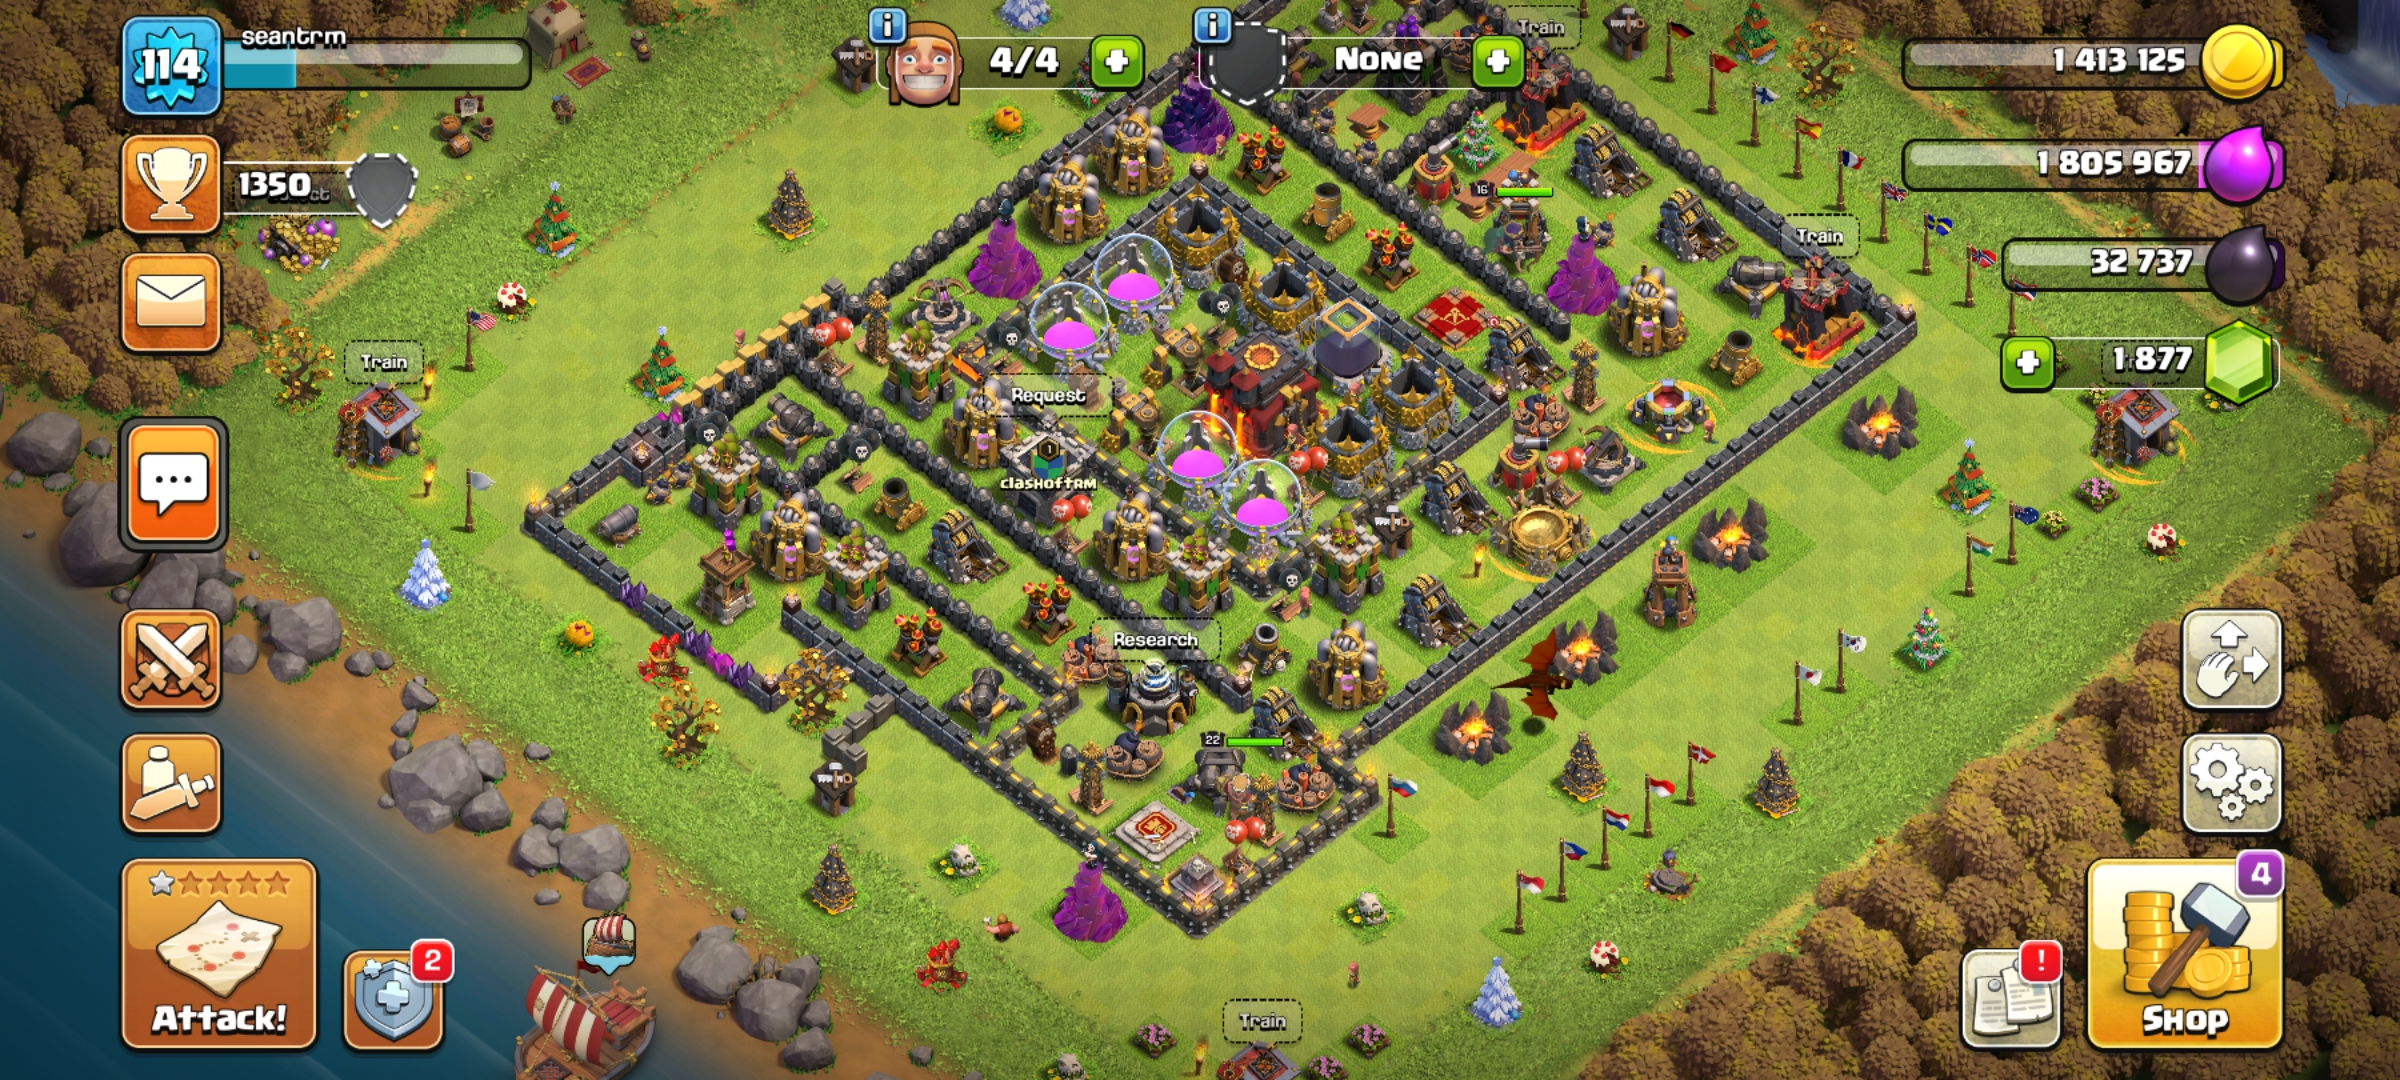 114
seantrm
4/4
None
Train
1 413 125
1350
1 805 967
16
Train
32 737
Train
1.877
Request
1
clashoftrm
Research
22
4
2
!
Attack!
Train
Shop